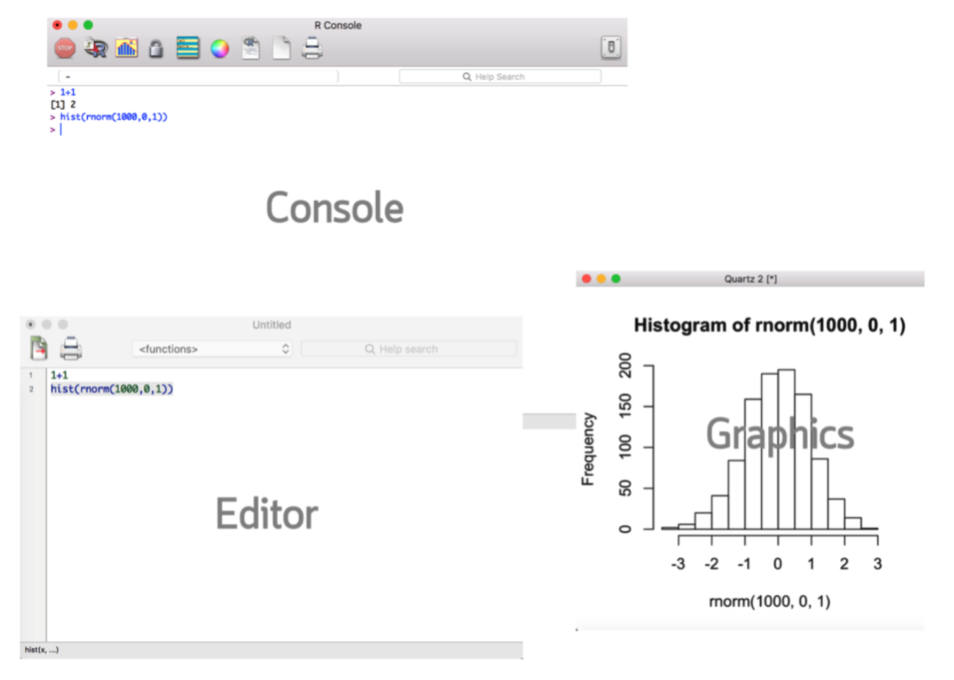 R Console
STOP
Help Search
> 1+1
[1] 2
> hist(rnorm(1000,0,1))
>
Console
Untitled
<functions>
Help search
1 1+1
2 hist(rnorm(1000,0,1))
Editor
hist(x, ...)
Quartz 2 [*]
Histogram of rnorm(1000, 0, 1)
Frequency
200
150
100
50
0
Graphics
-3 -2 -1 0 1 2 3
rnorm(1000, 0, 1)